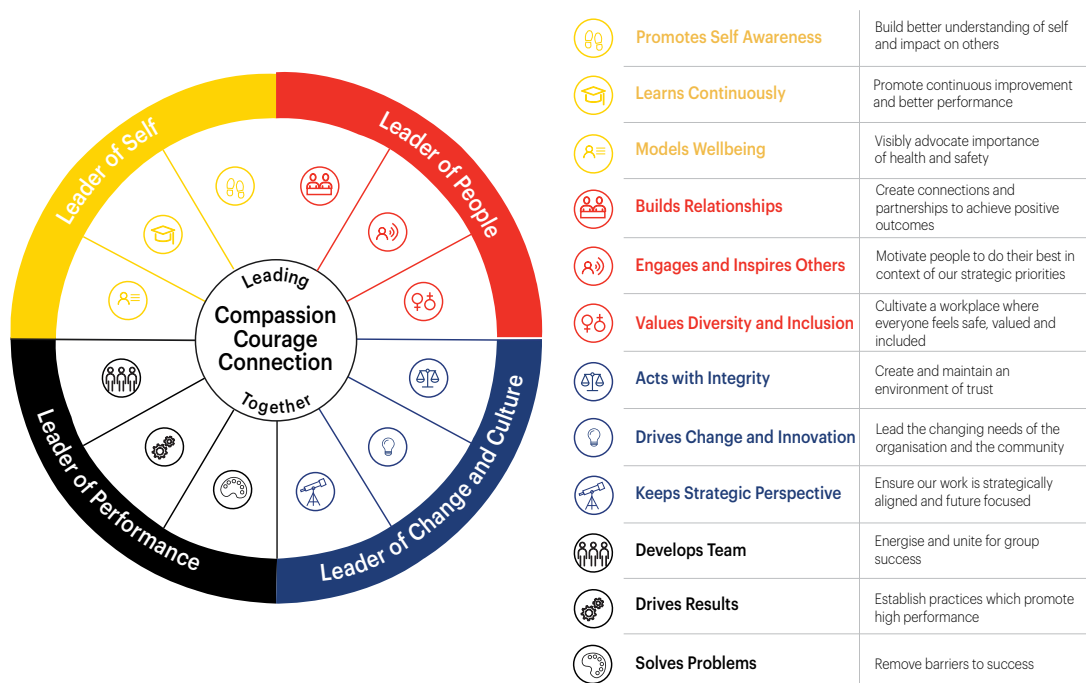 Leader of Self
Leader of People
Leader of Performance
Leader of Change and Culture
Leading
Compassion
Courage
Connection
Together
Promotes Self Awareness
Build better understanding of self
and impact on others
Learns Continuously
Promote continuous improvement
and better performance
Models Wellbeing
Visibly advocate importance
of health and safety
Builds Relationships
Create connections and
partnerships to achieve positive
outcomes
Engages and Inspires Others
Motivate people to do their best in
context of our strategic priorities
Values Diversity and Inclusion
Cultivate a workplace where
everyone feels safe, valued and
included
Acts with Integrity
Create and maintain an
environment of trust
Drives Change and Innovation
Lead the changing needs of the
organisation and the community
Keeps Strategic Perspective
Ensure our work is strategically
aligned and future focused
Develops Team
Energise and unite for group
success
Drives Results
Establish practices which promote
high performance
Solves Problems
Remove barriers to success